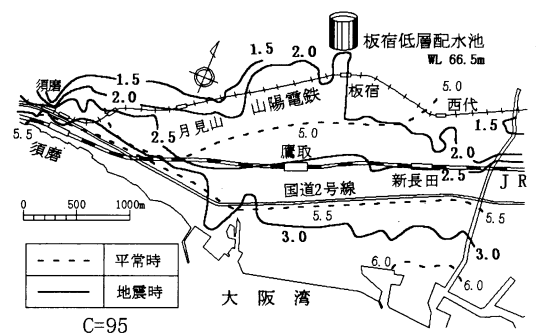 板宿低層配水池
WL 66.5m
1.5
2.0
1.5
2.0
須磨
山陽電鉄
板宿
5.0
西代
月見山
2.5
5.0
1.5
2.0
5.5
須磨
鷹取
新長田
2.5
JR
国道2号線
5.5
5.5
3.0
3.0
0
500
1000m
平常時
地震時
6.0
6.0
大阪湾
C=95